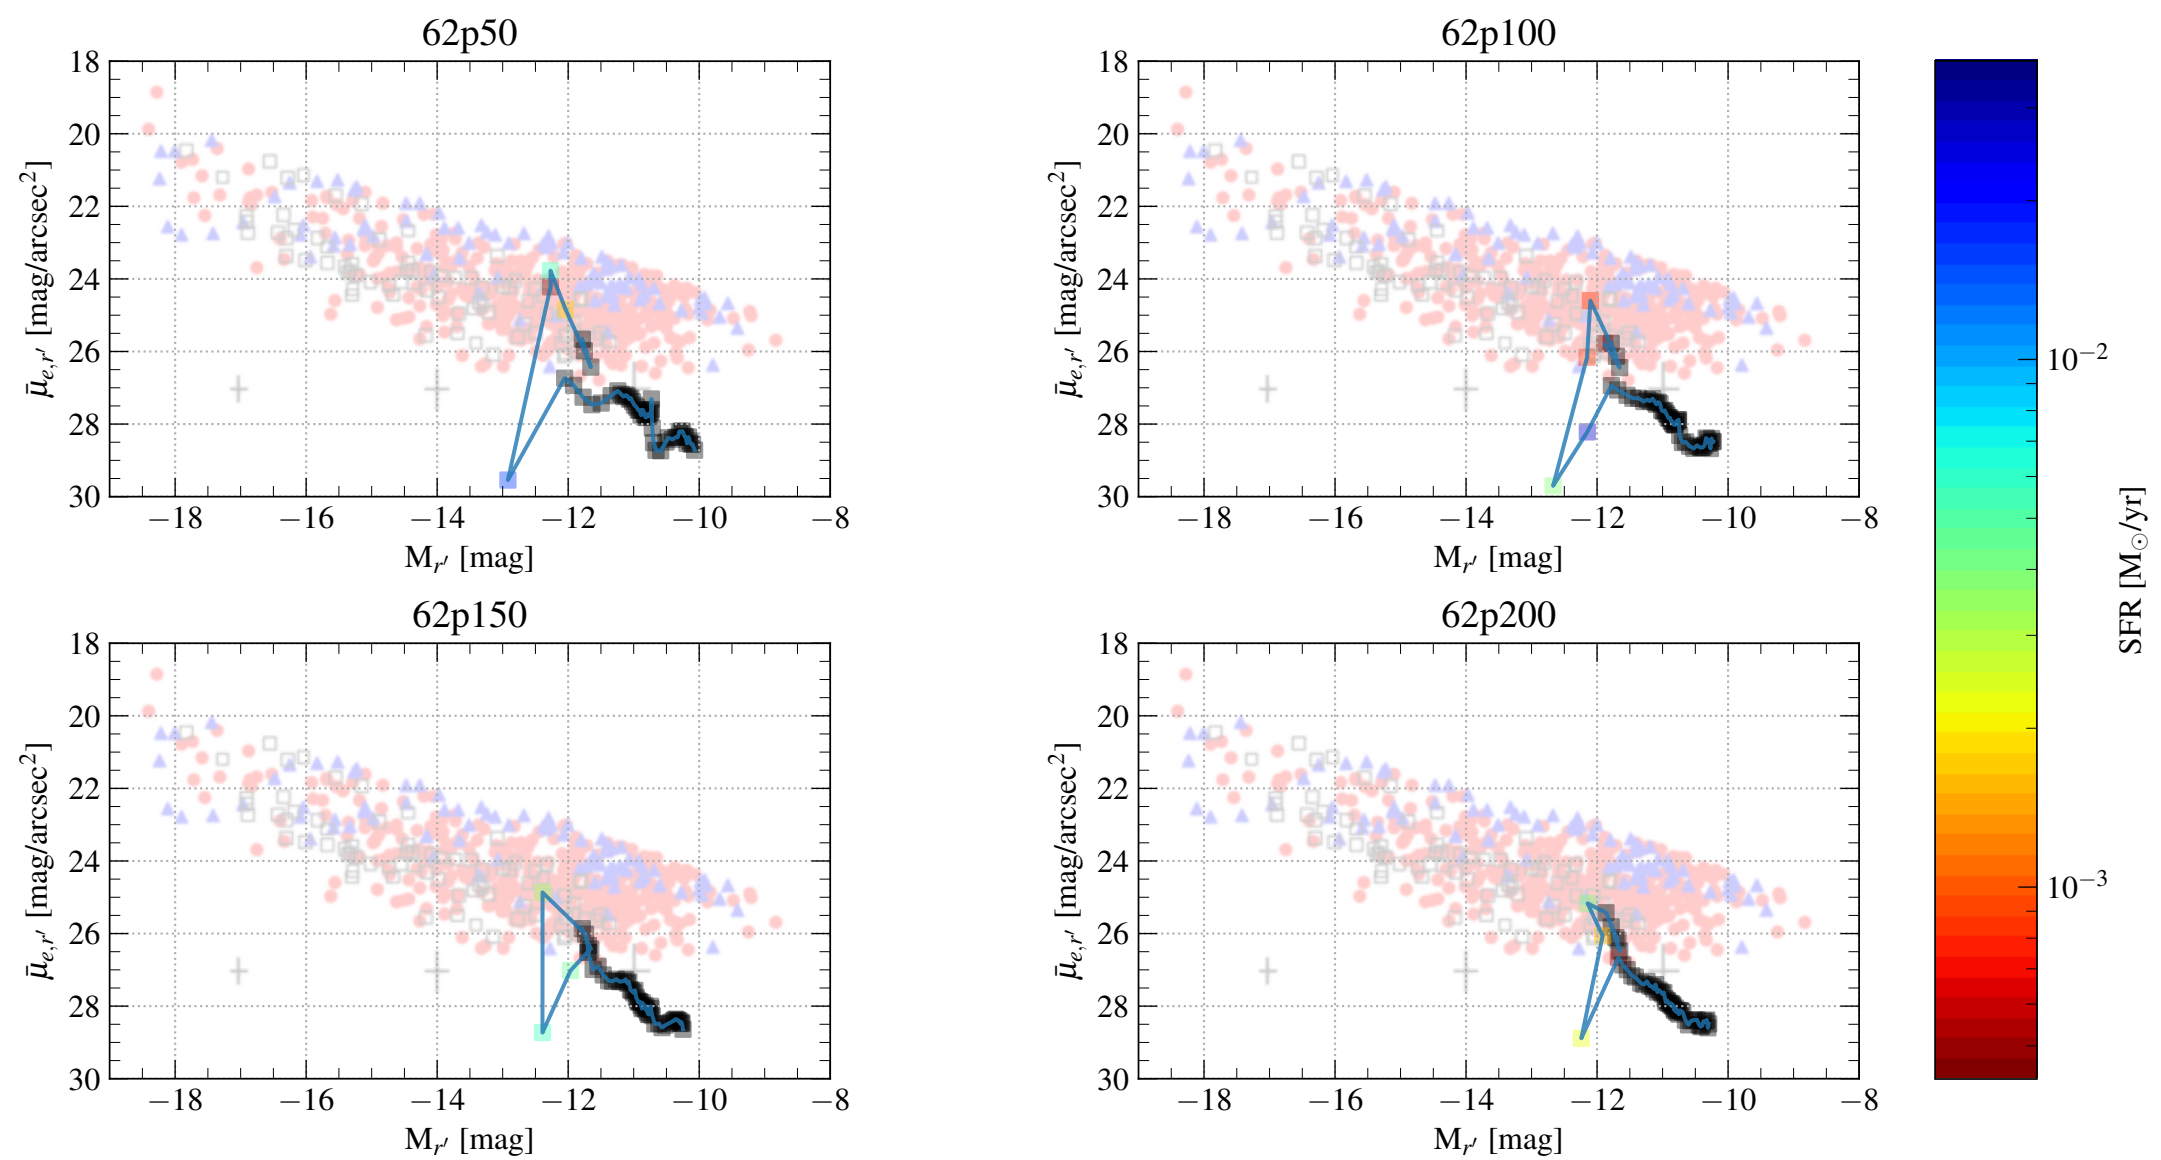 62p50
18
20
22
24
26
28
30
μ̄e,r′ [mag/arcsec²]
−18 −16 −14 −12 −10 −8
Mr′ [mag]
62p100
18
20
22
24
26
28
30
μ̄e,r′ [mag/arcsec²]
−18 −16 −14 −12 −10 −8
Mr′ [mag]
62p150
18
20
22
24
26
28
30
μ̄e,r′ [mag/arcsec²]
−18 −16 −14 −12 −10 −8
Mr′ [mag]
62p200
18
20
22
24
26
28
30
μ̄e,r′ [mag/arcsec²]
−18 −16 −14 −12 −10 −8
Mr′ [mag]
10⁻²
10⁻³
SFR [M☉/yr]